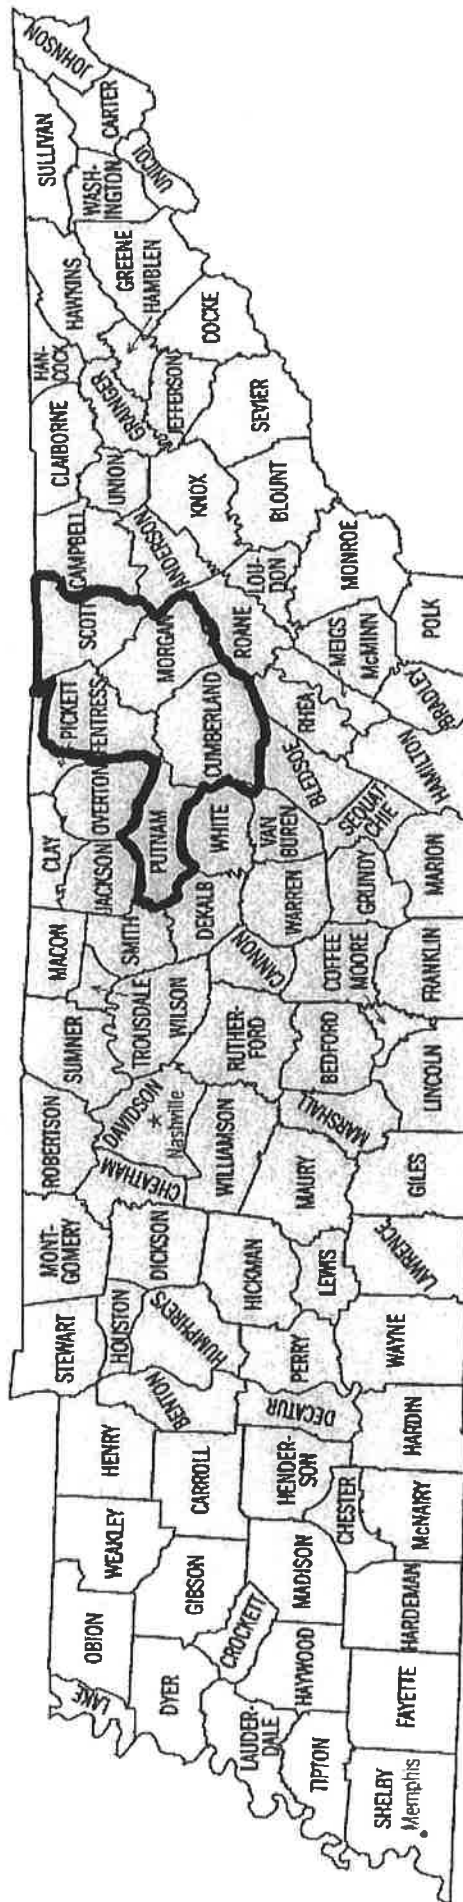 LAKE
OBION
WEAKLEY
HENRY
STEWART
MONT-
GOMERY
ROBERTSON
SUMNER
MACON
CLAY
PICKETT
SCOTT
CAMPBELL
CLAIBORNE
HAN-
COCK
HAWKINS
SULLIVAN
JOHNSON
DYER
GIBSON
CARROLL
BENTON
HOUSTON
HUMPHREYS
DICKSON
CHEATHAM
DAVIDSON
*
Nashville
TROUSDALE
WILSON
SMITH
JACKSON
OVERTON
FENTRESS
PUTNAM
MORGAN
ANDERSON
UNION
GRAINGER
HAMBLEN
GREENE
WASH-
INGTON
CARTER
UNICOI
LAUDER-
DALE
CROCKETT
HAYWOOD
MADISON
HENDER-
SON
DECATUR
PERRY
HICKMAN
WILLIAMSON
RUTHER-
FORD
CANNON
DEKALB
WHITE
CUMBERLAND
ROANE
LOU-
DON
KNOX
JEFFERSON
COCKE
SEVIER
BLOUNT
TIPTON
CHESTER
LEWIS
MAURY
MARSHALL
BEDFORD
COFFEE
MOORE
WARREN
VAN
BUREN
BLEDSOE
RHEA
MEIGS
McMINN
MONROE
SHELBY
Memphis
FAYETTE
HARDEMAN
McNAIRY
HARDIN
WAYNE
LAWRENCE
GILES
LINCOLN
FRANKLIN
GRUNDY
SEQUAT-
CHIE
MARION
HAMILTON
BRADLEY
POLK